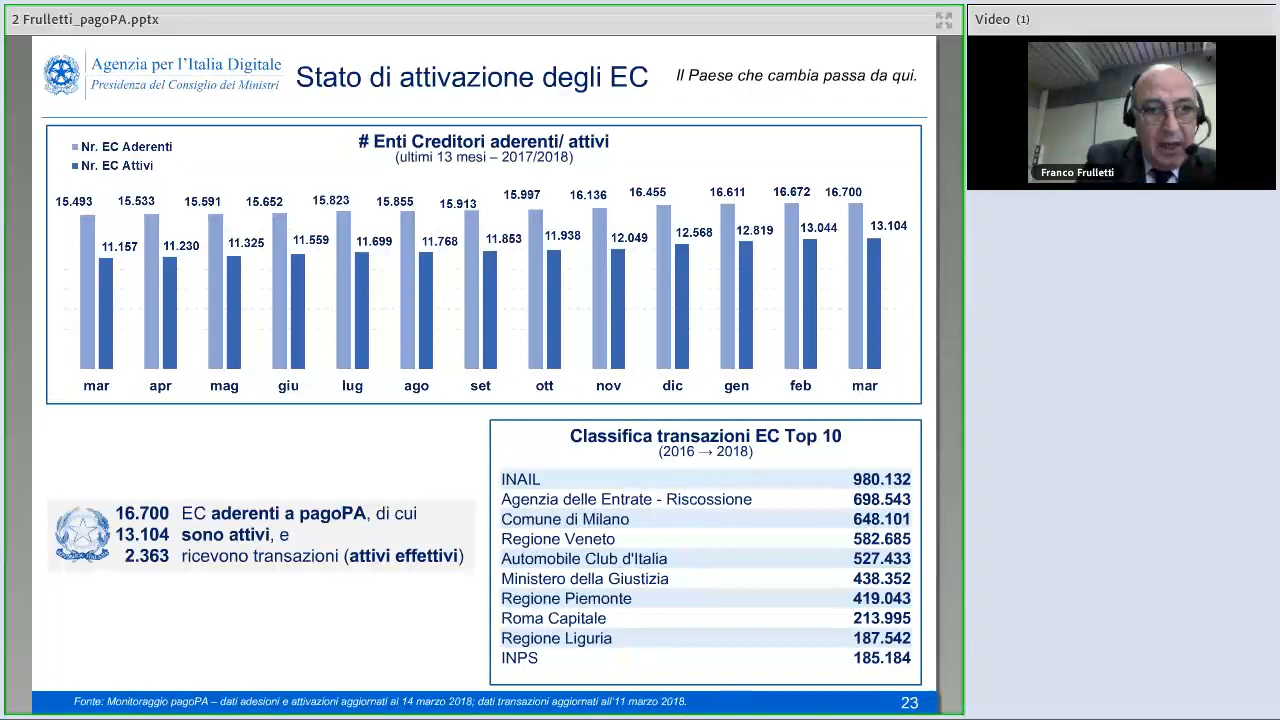 2 Frulletti_pagoPA.pptx
Video (1)
Agenzia per l'Italia Digitale
Presidenza del Consiglio dei Ministri
Stato di attivazione degli EC
Il Paese che cambia passa da qui.
Franco Frulletti
# Enti Creditori aderenti/ attivi
(ultimi 13 mesi – 2017/2018)
Nr. EC Aderenti
Nr. EC Attivi
15.493 15.533 15.591 15.652 15.823 15.855 15.913 15.997 16.136 16.455 16.611 16.672 16.700
11.157 11.230 11.325 11.559 11.699 11.768 11.853 11.938 12.049 12.568 12.819 13.044 13.104
mar apr mag giu lug ago set ott nov dic gen feb mar
16.700 EC aderenti a pagoPA, di cui
13.104 sono attivi, e
2.363 ricevono transazioni (attivi effettivi)
Classifica transazioni EC Top 10
(2016 → 2018)
INAIL 980.132
Agenzia delle Entrate - Riscossione 698.543
Comune di Milano 648.101
Regione Veneto 582.685
Automobile Club d'Italia 527.433
Ministero della Giustizia 438.352
Regione Piemonte 419.043
Roma Capitale 213.995
Regione Liguria 187.542
INPS 185.184
Fonte: Monitoraggio pagoPA – dati adesioni e attivazione aggiornati al 14 marzo 2018; dati transazioni aggiornati all'11 marzo 2018.
23